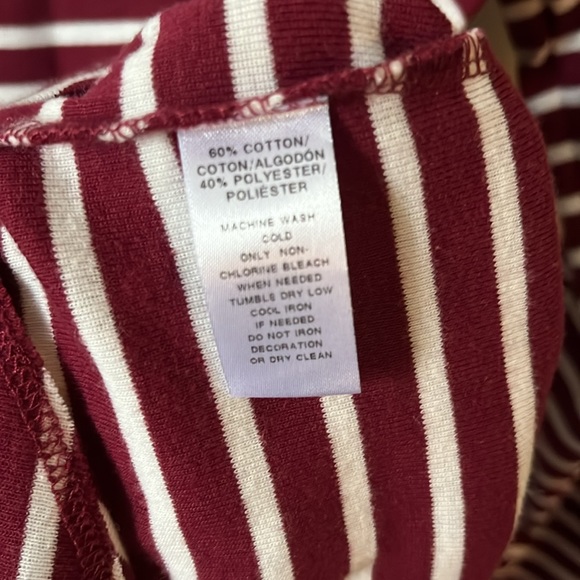 60% COTTON/
COTON/ALGODÓN
40% POLYESTER/
POLIÉSTER
MACHINE WASH
COLD
ONLY NON-
CHLORINE BLEACH
WHEN NEEDED
TUMBLE DRY LOW
COOL IRON
IF NEEDED
DO NOT IRON
DECORATION
OR DRY CLEAN